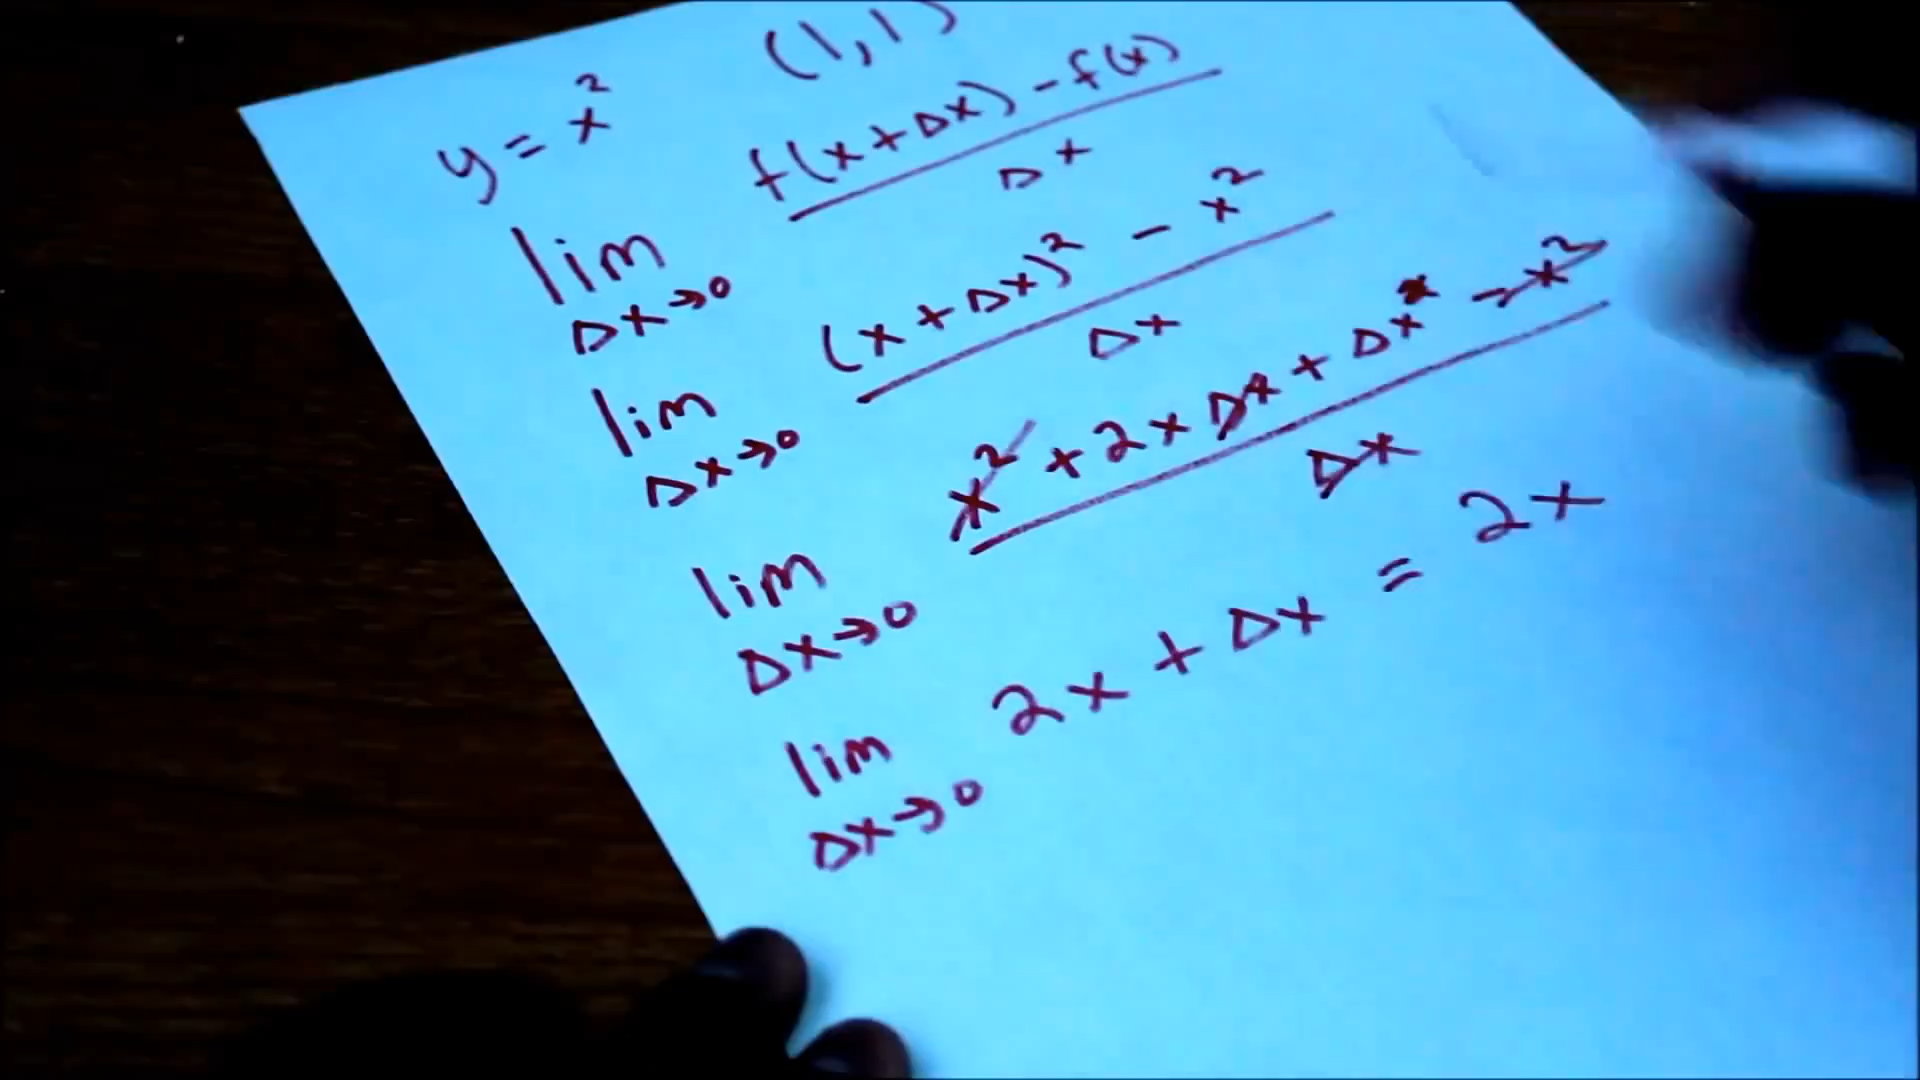 y = x² (1,1)
lim Δx→0 f(x + Δx) - f(x) / Δx
lim Δx→0 (x + Δx)² - x² / Δx
lim Δx→0 x² + 2xΔx + Δx² - x² / Δx
lim Δx→0 2x + Δx = 2x